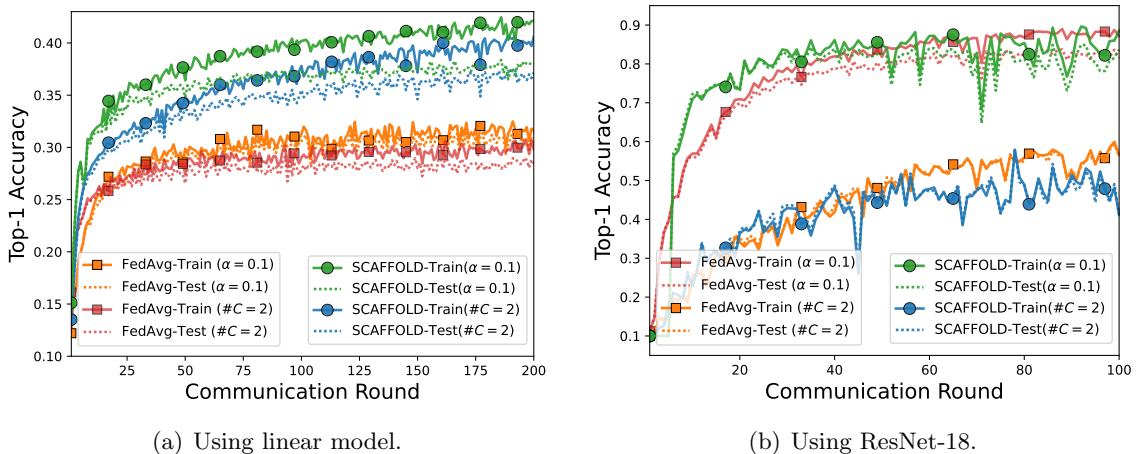 Top-1 Accuracy
0.40
0.35
0.30
0.25
0.20
0.15
0.10
FedAvg-Train (α = 0.1)
FedAvg-Test (α = 0.1)
FedAvg-Train (#C = 2)
FedAvg-Test (#C = 2)
SCAFFOLD-Train(α = 0.1)
SCAFFOLD-Test(α = 0.1)
SCAFFOLD-Train(#C = 2)
SCAFFOLD-Test(#C = 2)
25 50 75 100 125 150 175 200
Communication Round
(a) Using linear model.
Top-1 Accuracy
0.9
0.8
0.7
0.6
0.5
0.4
0.3
0.2
0.1
FedAvg-Train (α = 0.1)
FedAvg-Test (α = 0.1)
FedAvg-Train (#C = 2)
FedAvg-Test (#C = 2)
SCAFFOLD-Train(α = 0.1)
SCAFFOLD-Test(α = 0.1)
SCAFFOLD-Train(#C = 2)
SCAFFOLD-Test(#C = 2)
20 40 60 80 100
Communication Round
(b) Using ResNet-18.